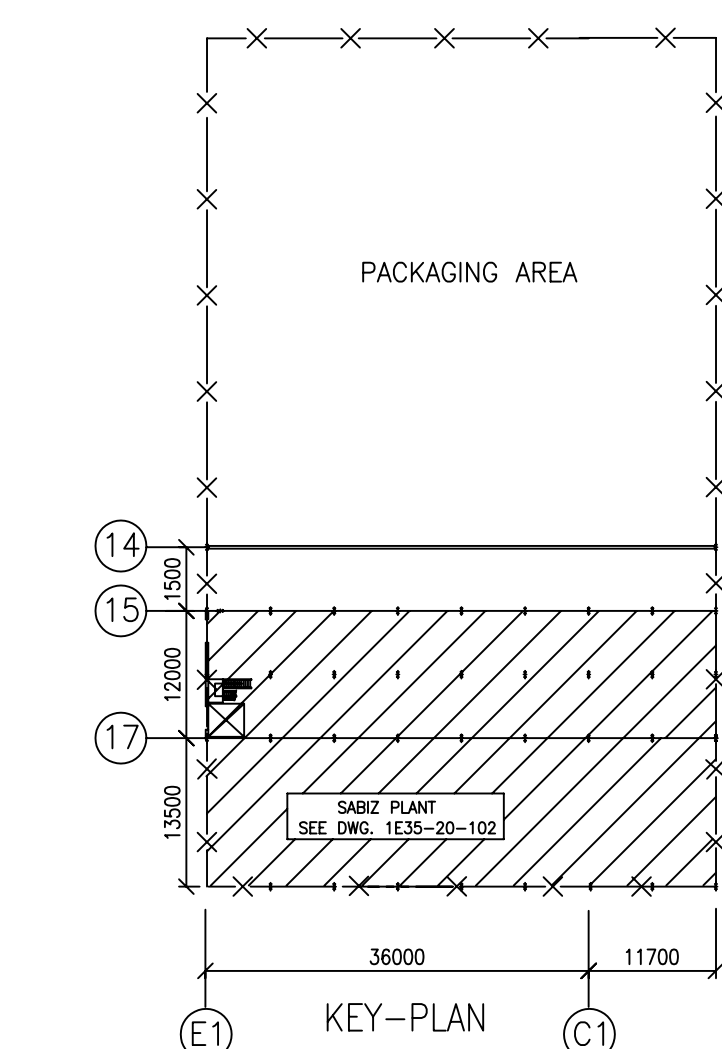 PACKAGING AREA
14
11500
15
12000
17
13500
SABIZ PLANT
SEE DWG. 1E35-20-102
36000
11700
KEY-PLAN
E1
C1